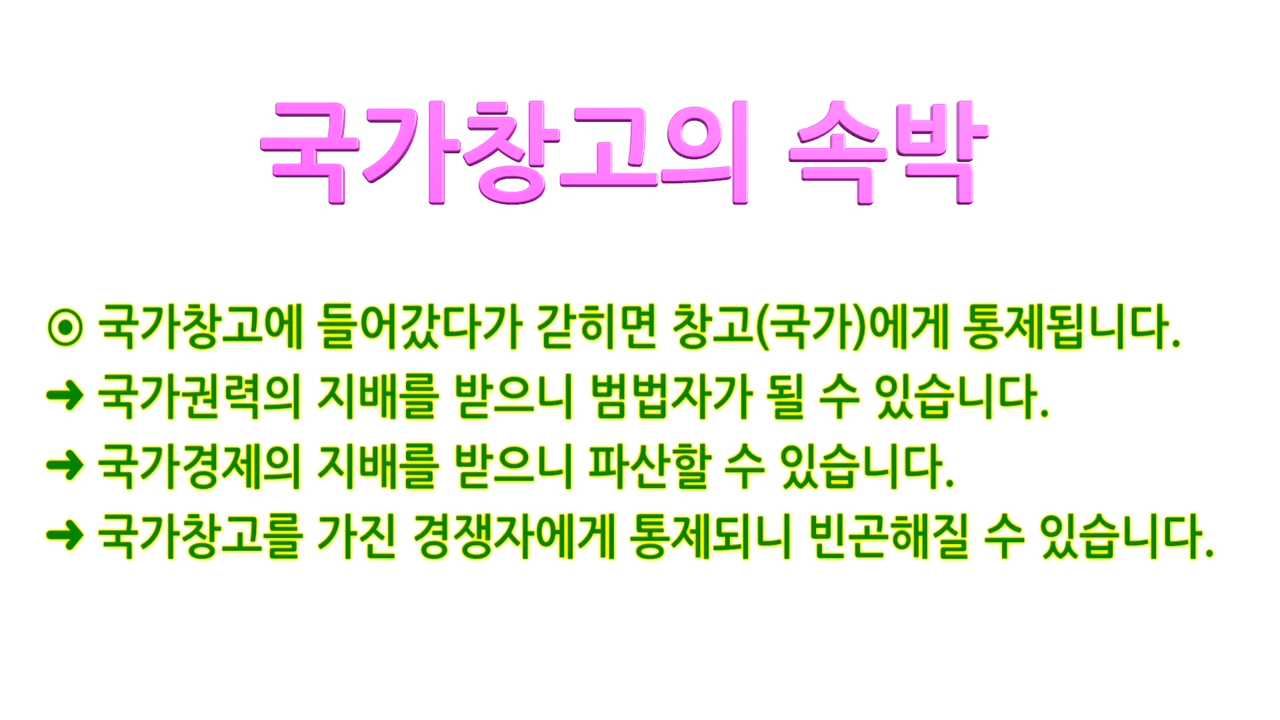 국가창고의 속박
⊙ 국가창고에 들어갔다가 갇히면 창고(국가)에게 통제됩니다.
➜ 국가권력의 지배를 받으니 범법자가 될 수 있습니다.
➜ 국가경제의 지배를 받으니 파산할 수 있습니다.
➜ 국가창고를 가진 경쟁자에게 통제되니 빈곤해질 수 있습니다.